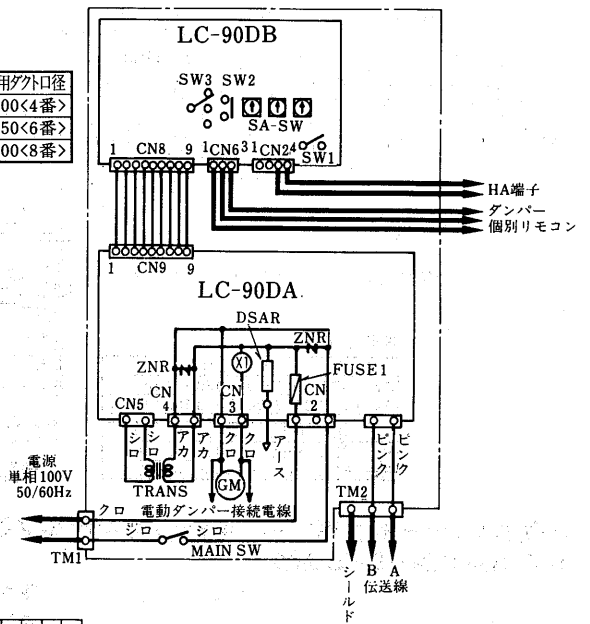 LC-90DB
用ダクト口径
00<4番>
50<6番>
00<8番>
SW3 SW2
SA-SW
SW1
1 CN8 9
1 CN6 3
1 CN2 4
HA端子
ダンパー
個別リモコン
1 CN9 9
LC-90DA
DSAR
ZNR
ZNR
X1
FUSE1
CN5
CN4
CN3
CN2
シロ
シロ
アカ
アカ
クロ
クロ
アース
ピンク
ピンク
電源
単相100V
50/60Hz
TRANS
GM
TM2
クロ
電動ダンパー接続電線
シロ
シロ
MAIN SW
TM1
シールド
B
A
伝送線